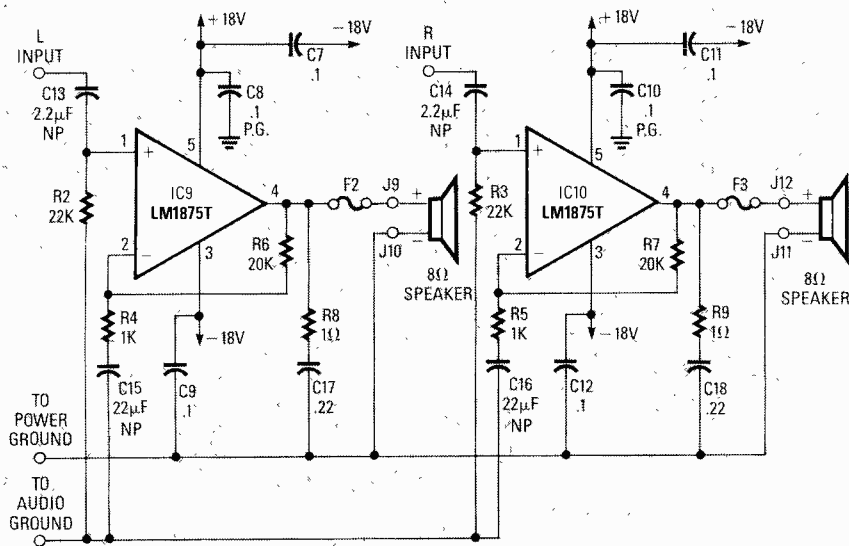 L
INPUT
C13
2.2µF
NP
+18V
-18V
C7
.1
C8
.1
P.G.
1
+
5
IC9
LM1875T
4
2
-
3
R2
22K
R6
20K
F2
J9
+
J10
-
8Ω
SPEAKER
R4
1K
C15
22µF
NP
-18V
C9
.1
R8
1Ω
C17
.22
R
INPUT
C14
2.2µF
NP
+18V
-18V
C11
.1
C10
.1
P.G.
1
+
5
IC10
LM1875T
4
2
-
3
R3
22K
R7
20K
F3
J12
+
J11
-
8Ω
SPEAKER
R5
1K
C16
22µF
NP
-18V
C12
.1
R9
1Ω
C18
.22
TO
POWER
GROUND
TO
AUDIO
GROUND